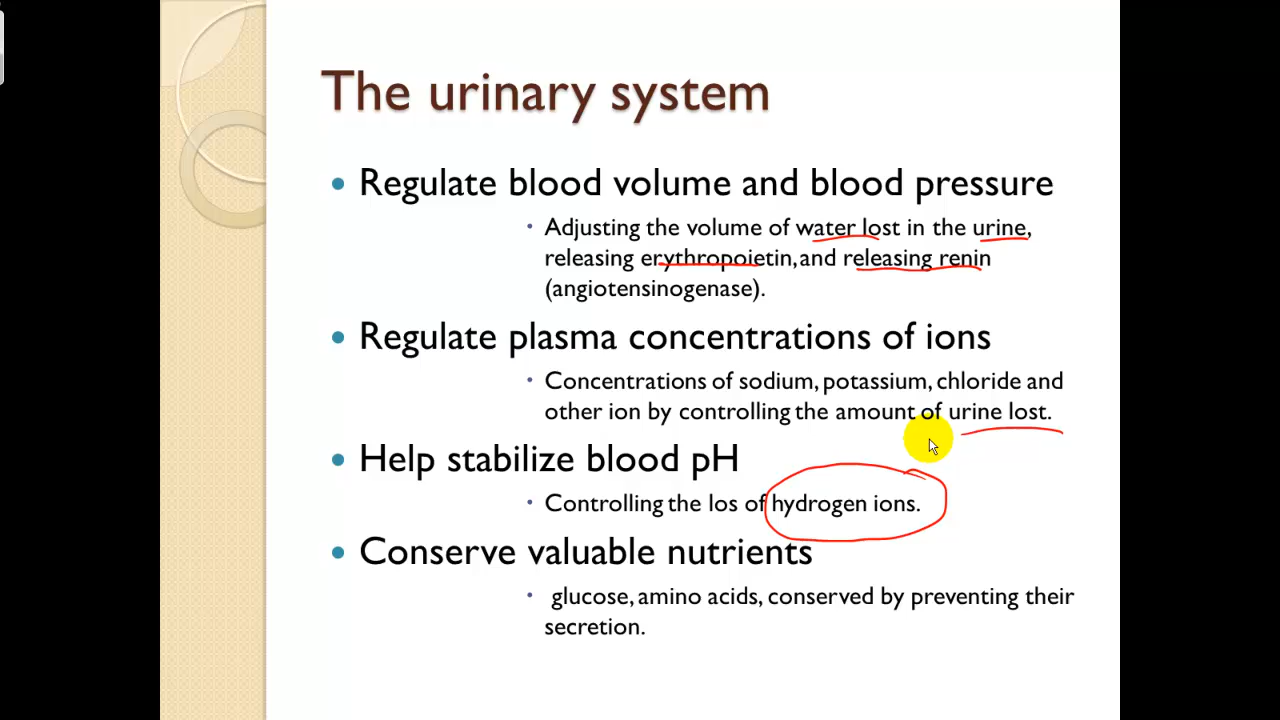 The urinary system
• Regulate blood volume and blood pressure
• Adjusting the volume of water lost in the urine,
releasing erythropoietin, and releasing renin
(angiotensinogenase).
• Regulate plasma concentrations of ions
• Concentrations of sodium, potassium, chloride and
other ion by controlling the amount of urine lost.
• Help stabilize blood pH
• Controlling the los of hydrogen ions.
• Conserve valuable nutrients
• glucose, amino acids, conserved by preventing their
secretion.